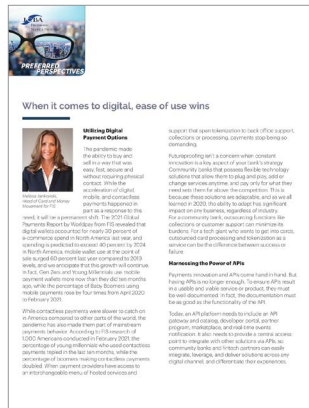 ICBA
PREFERRED
PERSPECTIVES
When it comes to digital, ease of use wins
Utilizing Digital
Payment Options
The pandemic made
the ability to buy and
sell in a way that was
easy, fast, secure and
without requiring physical
contact. While the
acceleration of digital,
mobile, and contactless
payments happened in
part as a response to this
Head of Card and Money
Movement for FIS
need, it will be a permanent shift. The 2021 Global
Payments Report by Worldpay from FIS revealed that
digital wallets accounted for nearly 30 percent of
e-commerce spend in North America last year, and
spending is predicted to exceed 40 percent by 2024.
In North America, mobile wallet use at the point of
sale surged 60 percent last year compared to 2019
levels, and we anticipate that this growth will continue.
In fact, Gen Zers and Young Millennials use mobile
payment wallets more now than they did ten months
ago, while the percentage of Baby Boomers using
mobile payments rose four times from April 2020
to February 2021.
While contactless payments were slower to catch on
in America compared to other parts of the world, the
pandemic has also made them part of mainstream
payments behavior. According to FIS research of
1,000 Americans conducted in February 2021, the
percentage of young millennials who used contactless
payments tripled in the last ten months, while the
percentage of boomers making contactless payments
doubled. When payment providers have access to
an interchangeable menu of hosted services and
support that span tokenization to back office support,
collections or processing, payments stop being so
demanding.
Futureproofing isn't a concern when constant
innovation is a key aspect of your bank's strategy.
Community banks that possess flexible technology
solutions that allow them to plug and play, add or
change services anytime, and pay only for what they
need sets them far above the competition. This is
because these solutions are adaptable, and as we all
learned in 2020, the ability to adapt has significant
impact on any business, regardless of industry.
For a community bank, outsourcing functions like
collections or customer support can minimize its
burdens. For a tech giant who wants to get into cards,
outsourced card processing and tokenization as a
service can be the difference between success or
failure.
Harnessing the Power of APIs
Payments innovation and APIs come hand in hand. But
having APIs is no longer enough. To ensure APIs result
in a usable and viable service or product, they must
be well documented. In fact, the documentation must
be as good as the functionality of the API.
Today, an API platform needs to include an API
gateway and catalog, developer portal, partner
program, marketplace, and real time events
notification. It also needs to provide a central access
point to integrate with other solutions via APIs, so
community banks and fintech partners can easily
integrate, leverage, and deliver solutions across any
digital channel, and differentiate their experiences.